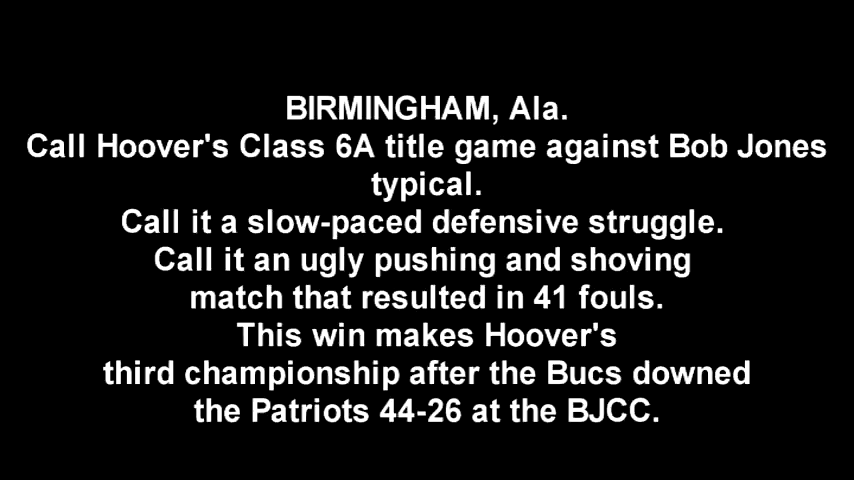 BIRMINGHAM, Ala.
Call Hoover's Class 6A title game against Bob Jones
typical.
Call it a slow-paced defensive struggle.
Call it an ugly pushing and shoving
match that resulted in 41 fouls.
This win makes Hoover's
third championship after the Bucs downed
the Patriots 44-26 at the BJCC.